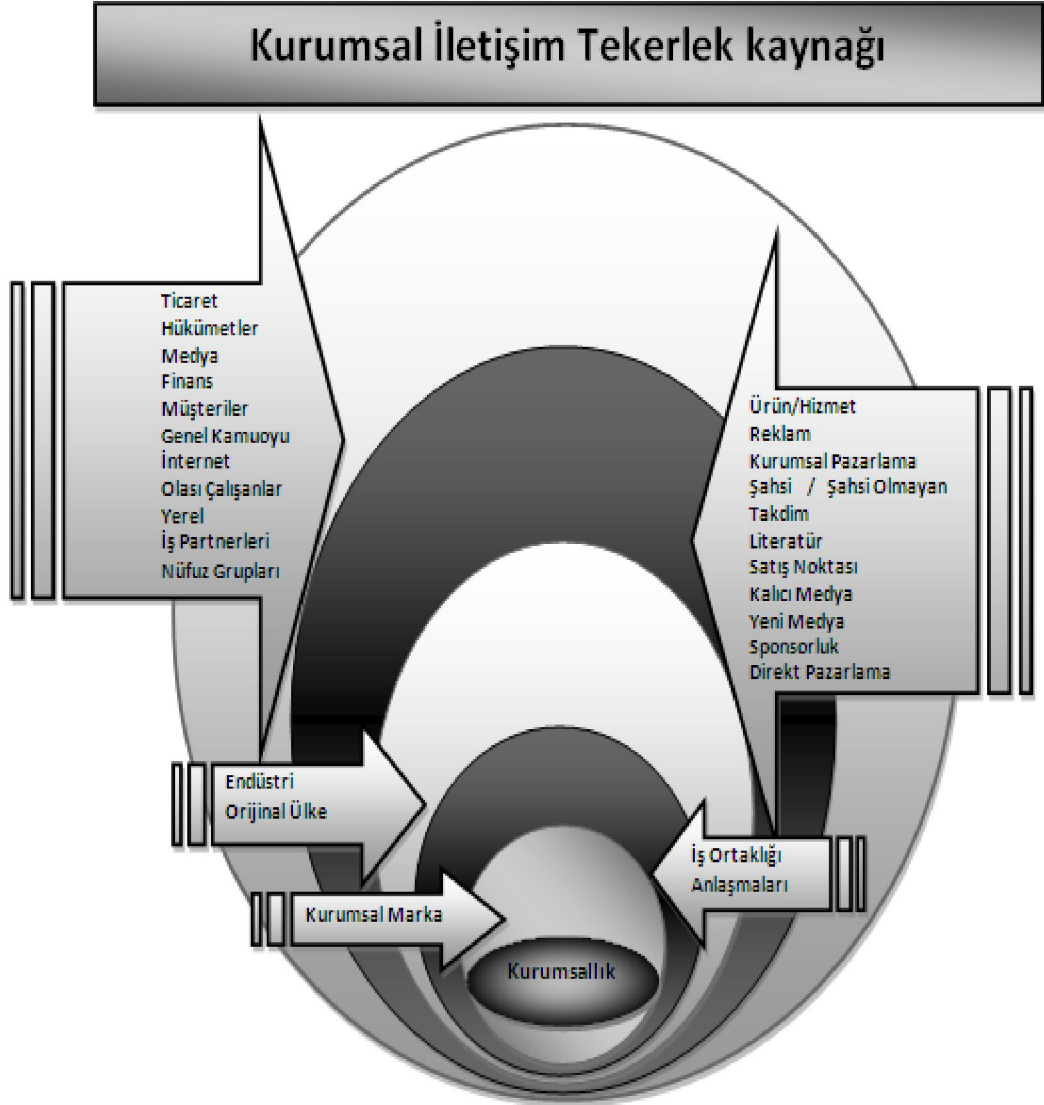 Kurumsal İletişim Tekerlek kaynağı
Ticaret
Hükümetler
Medya
Finans
Müşteriler
Genel Kamuoyu
İnternet
Olası Çalışanlar
Yerel
İş Partnerleri
Nüfuz Grupları
Ürün/Hizmet
Reklam
Kurumsal Pazarlama
Şahsi / Şahsi Olmayan
Takdim
Literatür
Satış Noktası
Kalıcı Medya
Yeni Medya
Sponsorluk
Direkt Pazarlama
Endüstri
Orijinal Ülke
İş Ortaklığı
Anlaşmaları
Kurumsal Marka
Kurumsallık